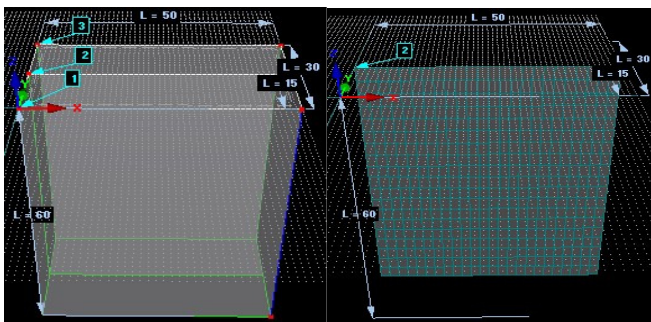 L = 50
3
2
1
L = 30
L = 15
X
L = 60
L = 50
2
L = 30
L = 15
X
L = 60